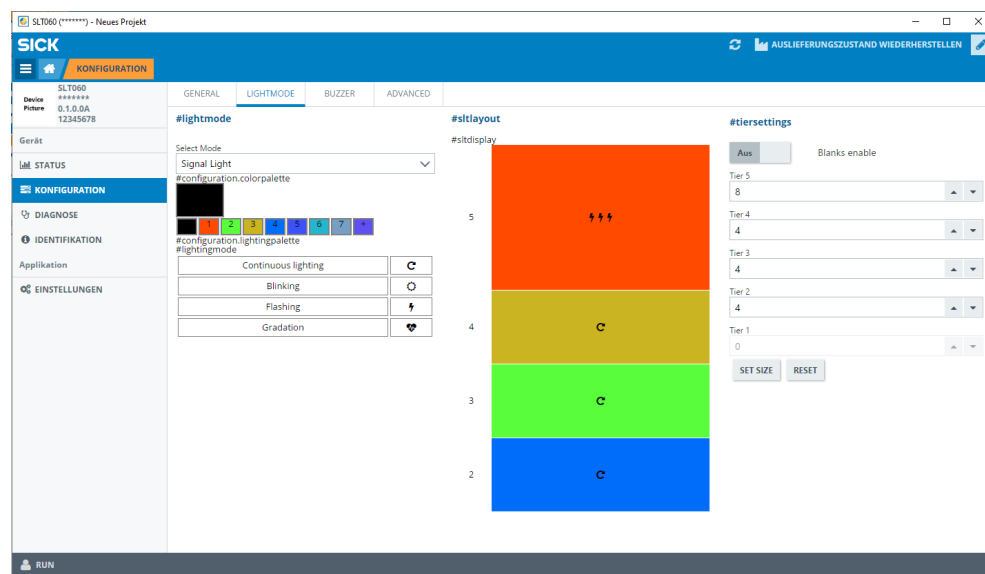 SLT060 (*******) - Neues Projekt
SICK
AUSLIEFERUNGSZUSTAND WIEDERHERSTELLEN
KONFIGURATION
Device Picture
SLT060
*******
0.1.0.0A
12345678
Gerät
STATUS
KONFIGURATION
DIAGNOSE
IDENTIFIKATION
Applikation
EINSTELLUNGEN
GENERAL LIGHTMODE BUZZER ADVANCED
#lightmode
Select Mode
Signal Light
#configuration.colorpalette
1 2 3 4 5 6 7 +
#configuration.lightingpalette
#lightingmode
Continuous lighting
Blinking
Flashing
Gradation
#sltlayout
#sltdisplay
5
4
3
2
#tiersettings
Aus Blanks enable
Tier 5
8
Tier 4
4
Tier 3
4
Tier 2
4
Tier 1
0
SET SIZE RESET
RUN